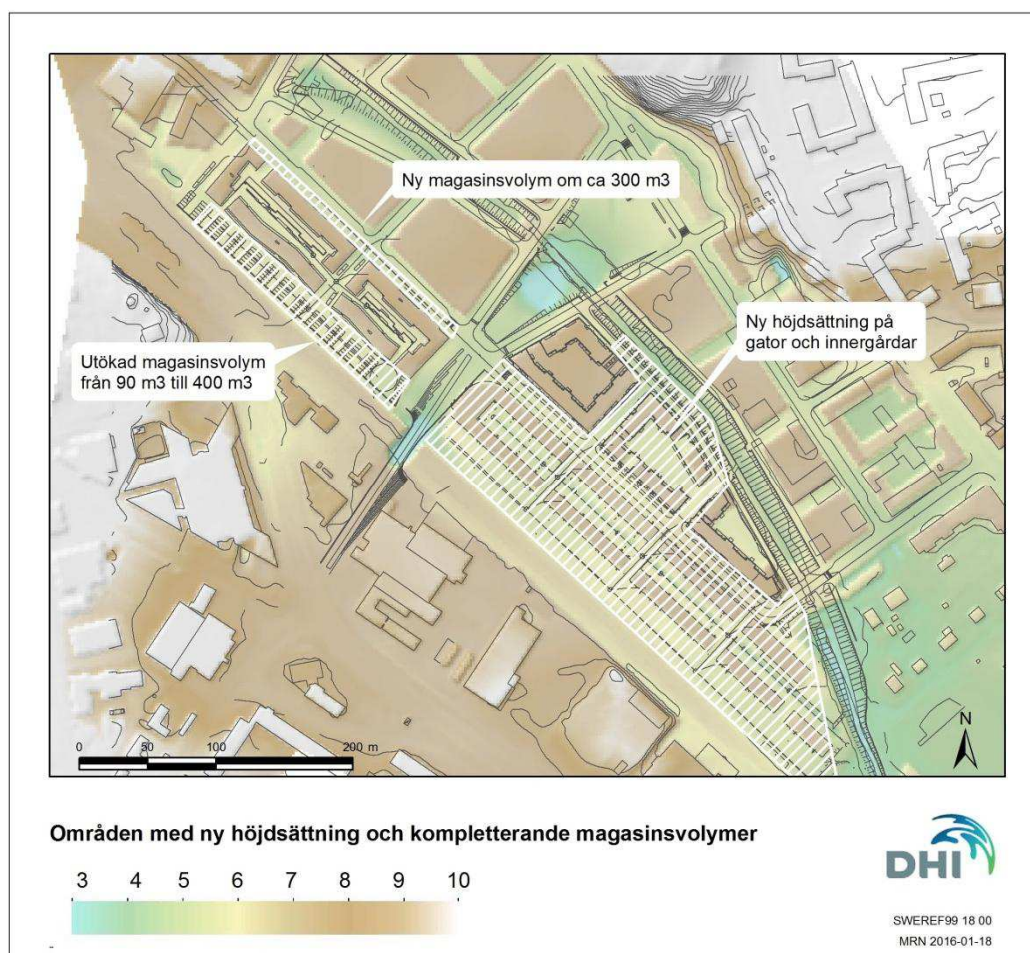 Ny magasinsvolym om ca 300 m3
Ny höjdsättning på
gator och innergårdar
Utökad magasinsvolym
från 90 m3 till 400 m3
N
0 50 100 200 m
Områden med ny höjdsättning och kompletterande magasinsvolymer
3 4 5 6 7 8 9 10
DHI
SWEREF99 18 00
MRN 2016-01-18